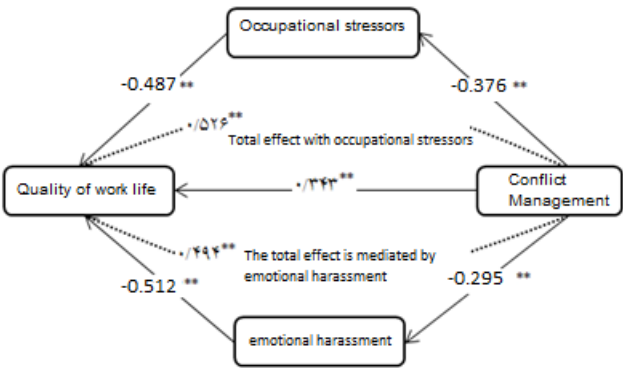 Occupational stressors
-0.487 **
-0.376 **
۰/۵۲۶**
Total effect with occupational stressors
Quality of work life
۰/۳۴۳**
Conflict
Management
۰/۴۹۴**
The total effect is mediated by
emotional harassment
-0.512 **
-0.295 **
emotional harassment